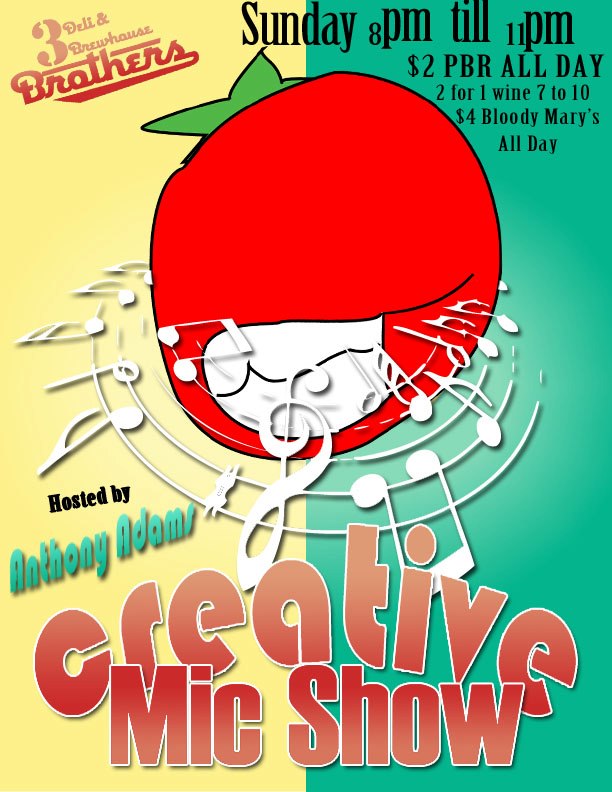 3 Deli &
Brewhouse
Brothers
Sunday 8pm till 11pm
$2 PBR ALL DAY
2 for 1 wine 7 to 10
$4 Bloody Mary's
All Day
Hosted by
Anthony Adams
creative
Mic Show